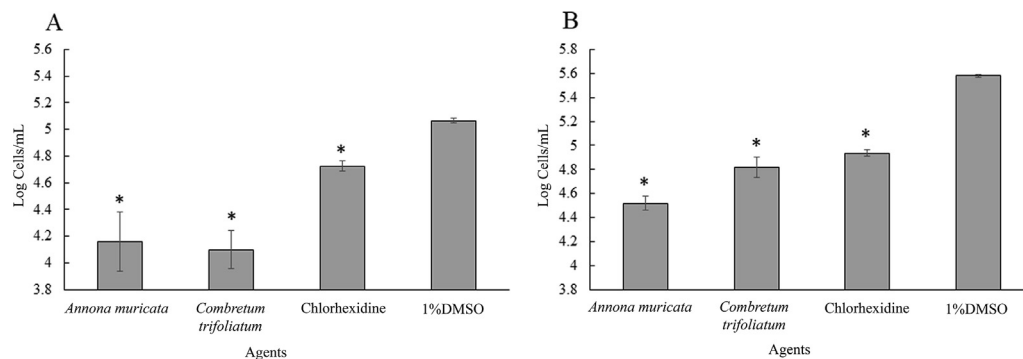 A
5.6
5.4
5.2
5
4.8
4.6
4.4
4.2
4
3.8
Log Cells/mL
*
*
*
Annona muricata
Combretum
trifoliatum
Chlorhexidine
1%DMSO
Agents
B
5.8
5.6
5.4
5.2
5
4.8
4.6
4.4
4.2
4
3.8
Log Cells/mL
*
*
*
Annona muricata
Combretum
trifoliatum
Chlorhexidine
1%DMSO
Agents